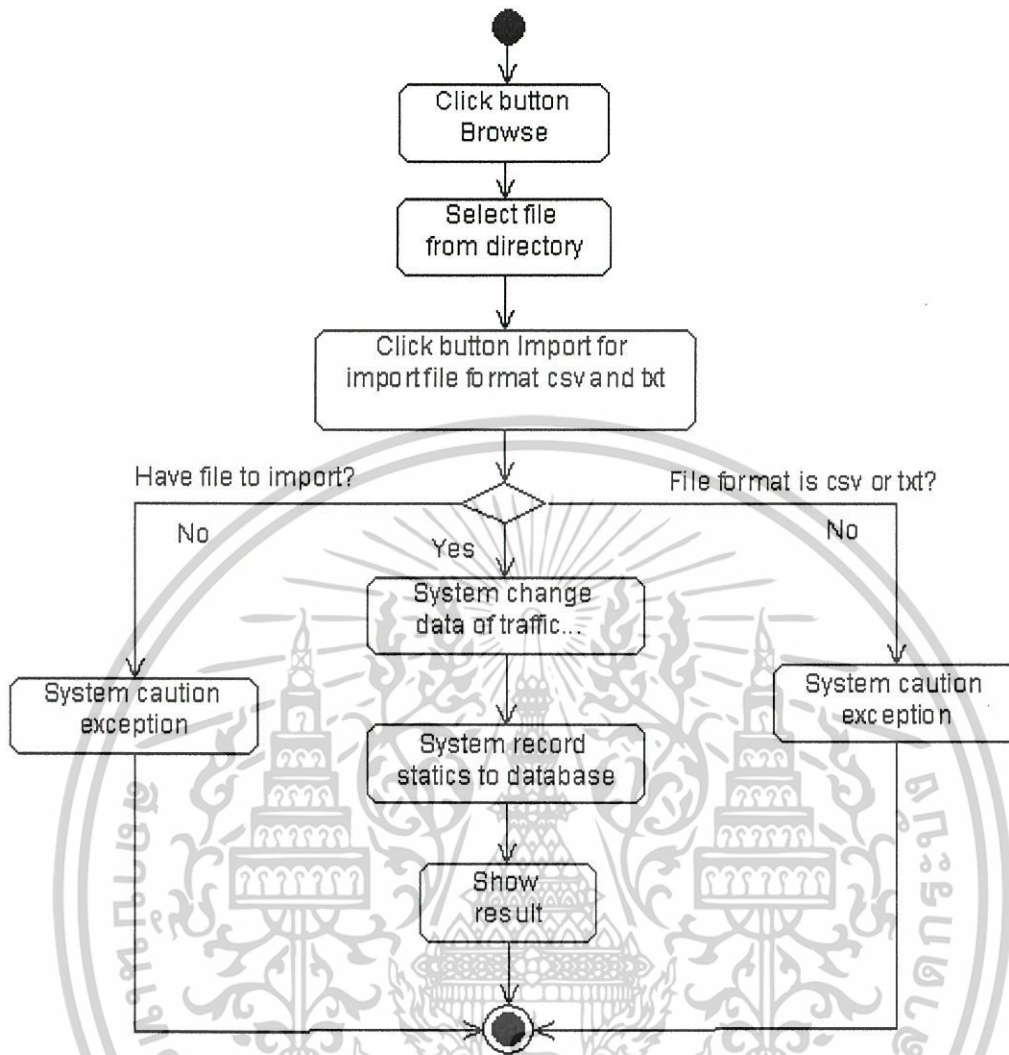 Click button
Browse
Select file
from directory
Click button Import for
import file format csv and txt
Have file to import?
File format is csv or txt?
No
Yes
No
System change
data of traffic...
System caution
exception
System caution
exception
System record
statics to database
Show
result